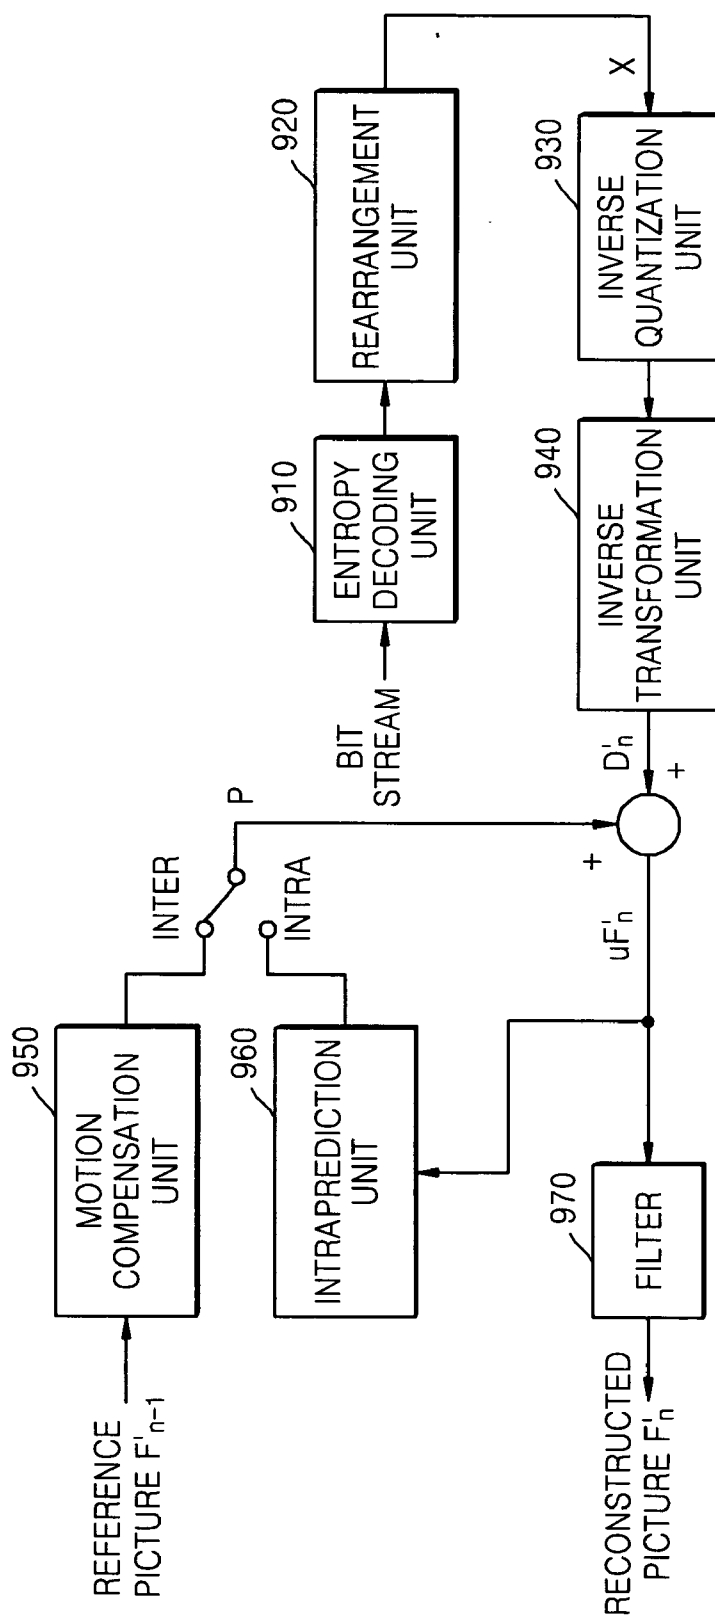 REFERENCE
PICTURE F'n-1
950
MOTION
COMPENSATION
UNIT
INTER
P
INTRA
960
INTRAPREDICTION
UNIT
BIT
STREAM
910
ENTROPY
DECODING
UNIT
920
REARRANGEMENT
UNIT
X
930
INVERSE
QUANTIZATION
UNIT
940
INVERSE
TRANSFORMATION
UNIT
D'n
+
+
uF'n
970
FILTER
RECONSTRUCTED
PICTURE F'n